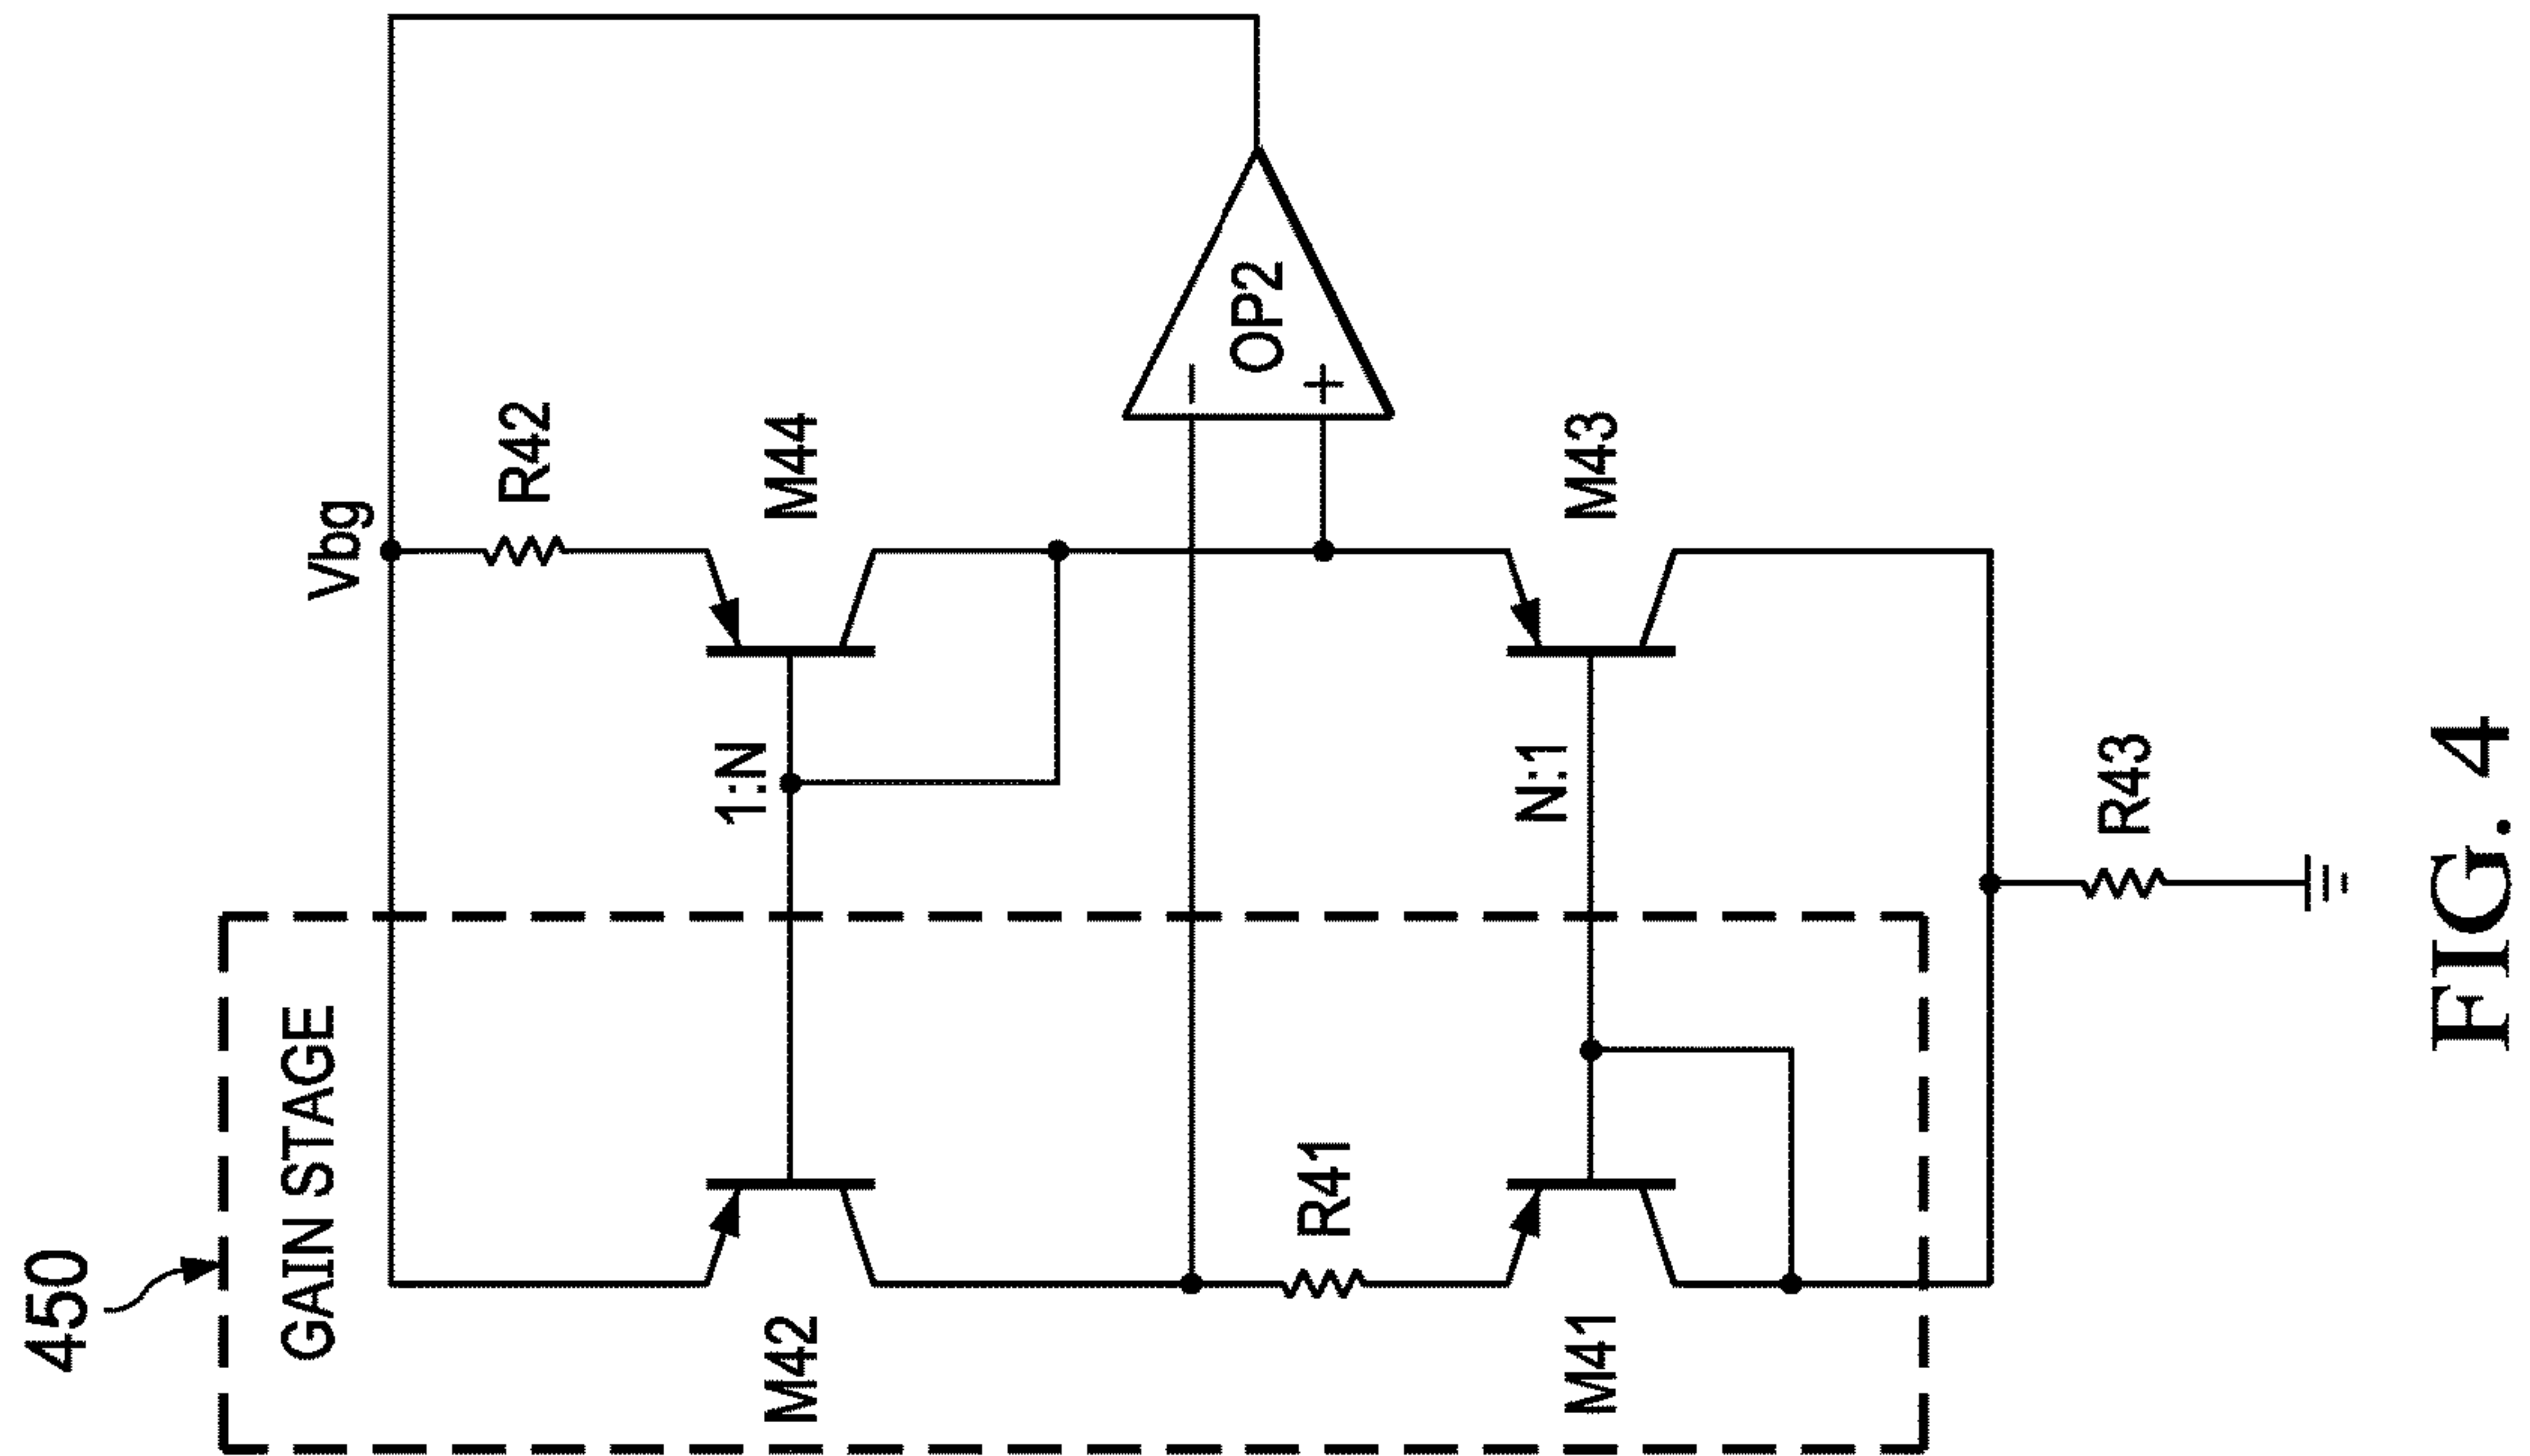 450
GAIN STAGE
Vbg
R42
M42
1:N
M44
OP2
−
+
R41
M41
N:1
M43
R43
FIG. 4